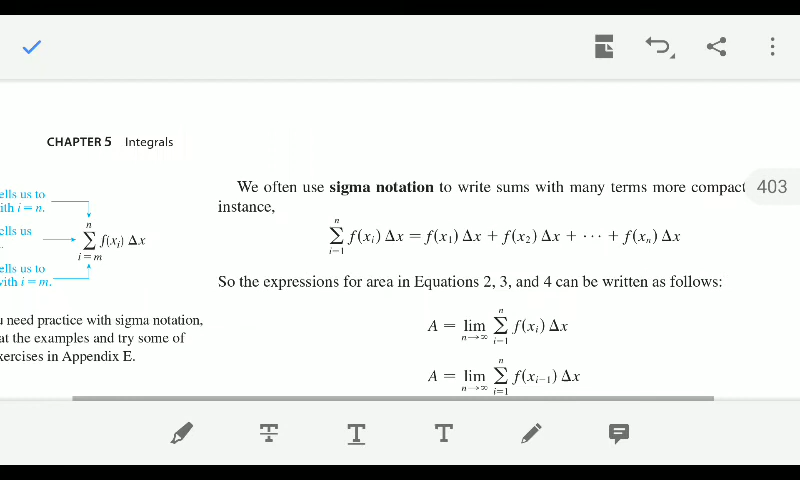 CHAPTER 5 Integrals
403
ells us to
ith i = n.
ells us
.
ells us to
with i = m.
n
∑ f(xᵢ) Δx
i = m
u need practice with sigma notation,
at the examples and try some of
xercises in Appendix E.
We often use sigma notation to write sums with many terms more compact
instance,
n
∑ f(xᵢ) Δx = f(x₁) Δx + f(x₂) Δx + ⋯ + f(xₙ) Δx
i=1
So the expressions for area in Equations 2, 3, and 4 can be written as follows:
n
A = lim ∑ f(xᵢ) Δx
n→∞ i=1
n
A = lim ∑ f(xᵢ₋₁) Δx
n→∞ i=1
T
T
T